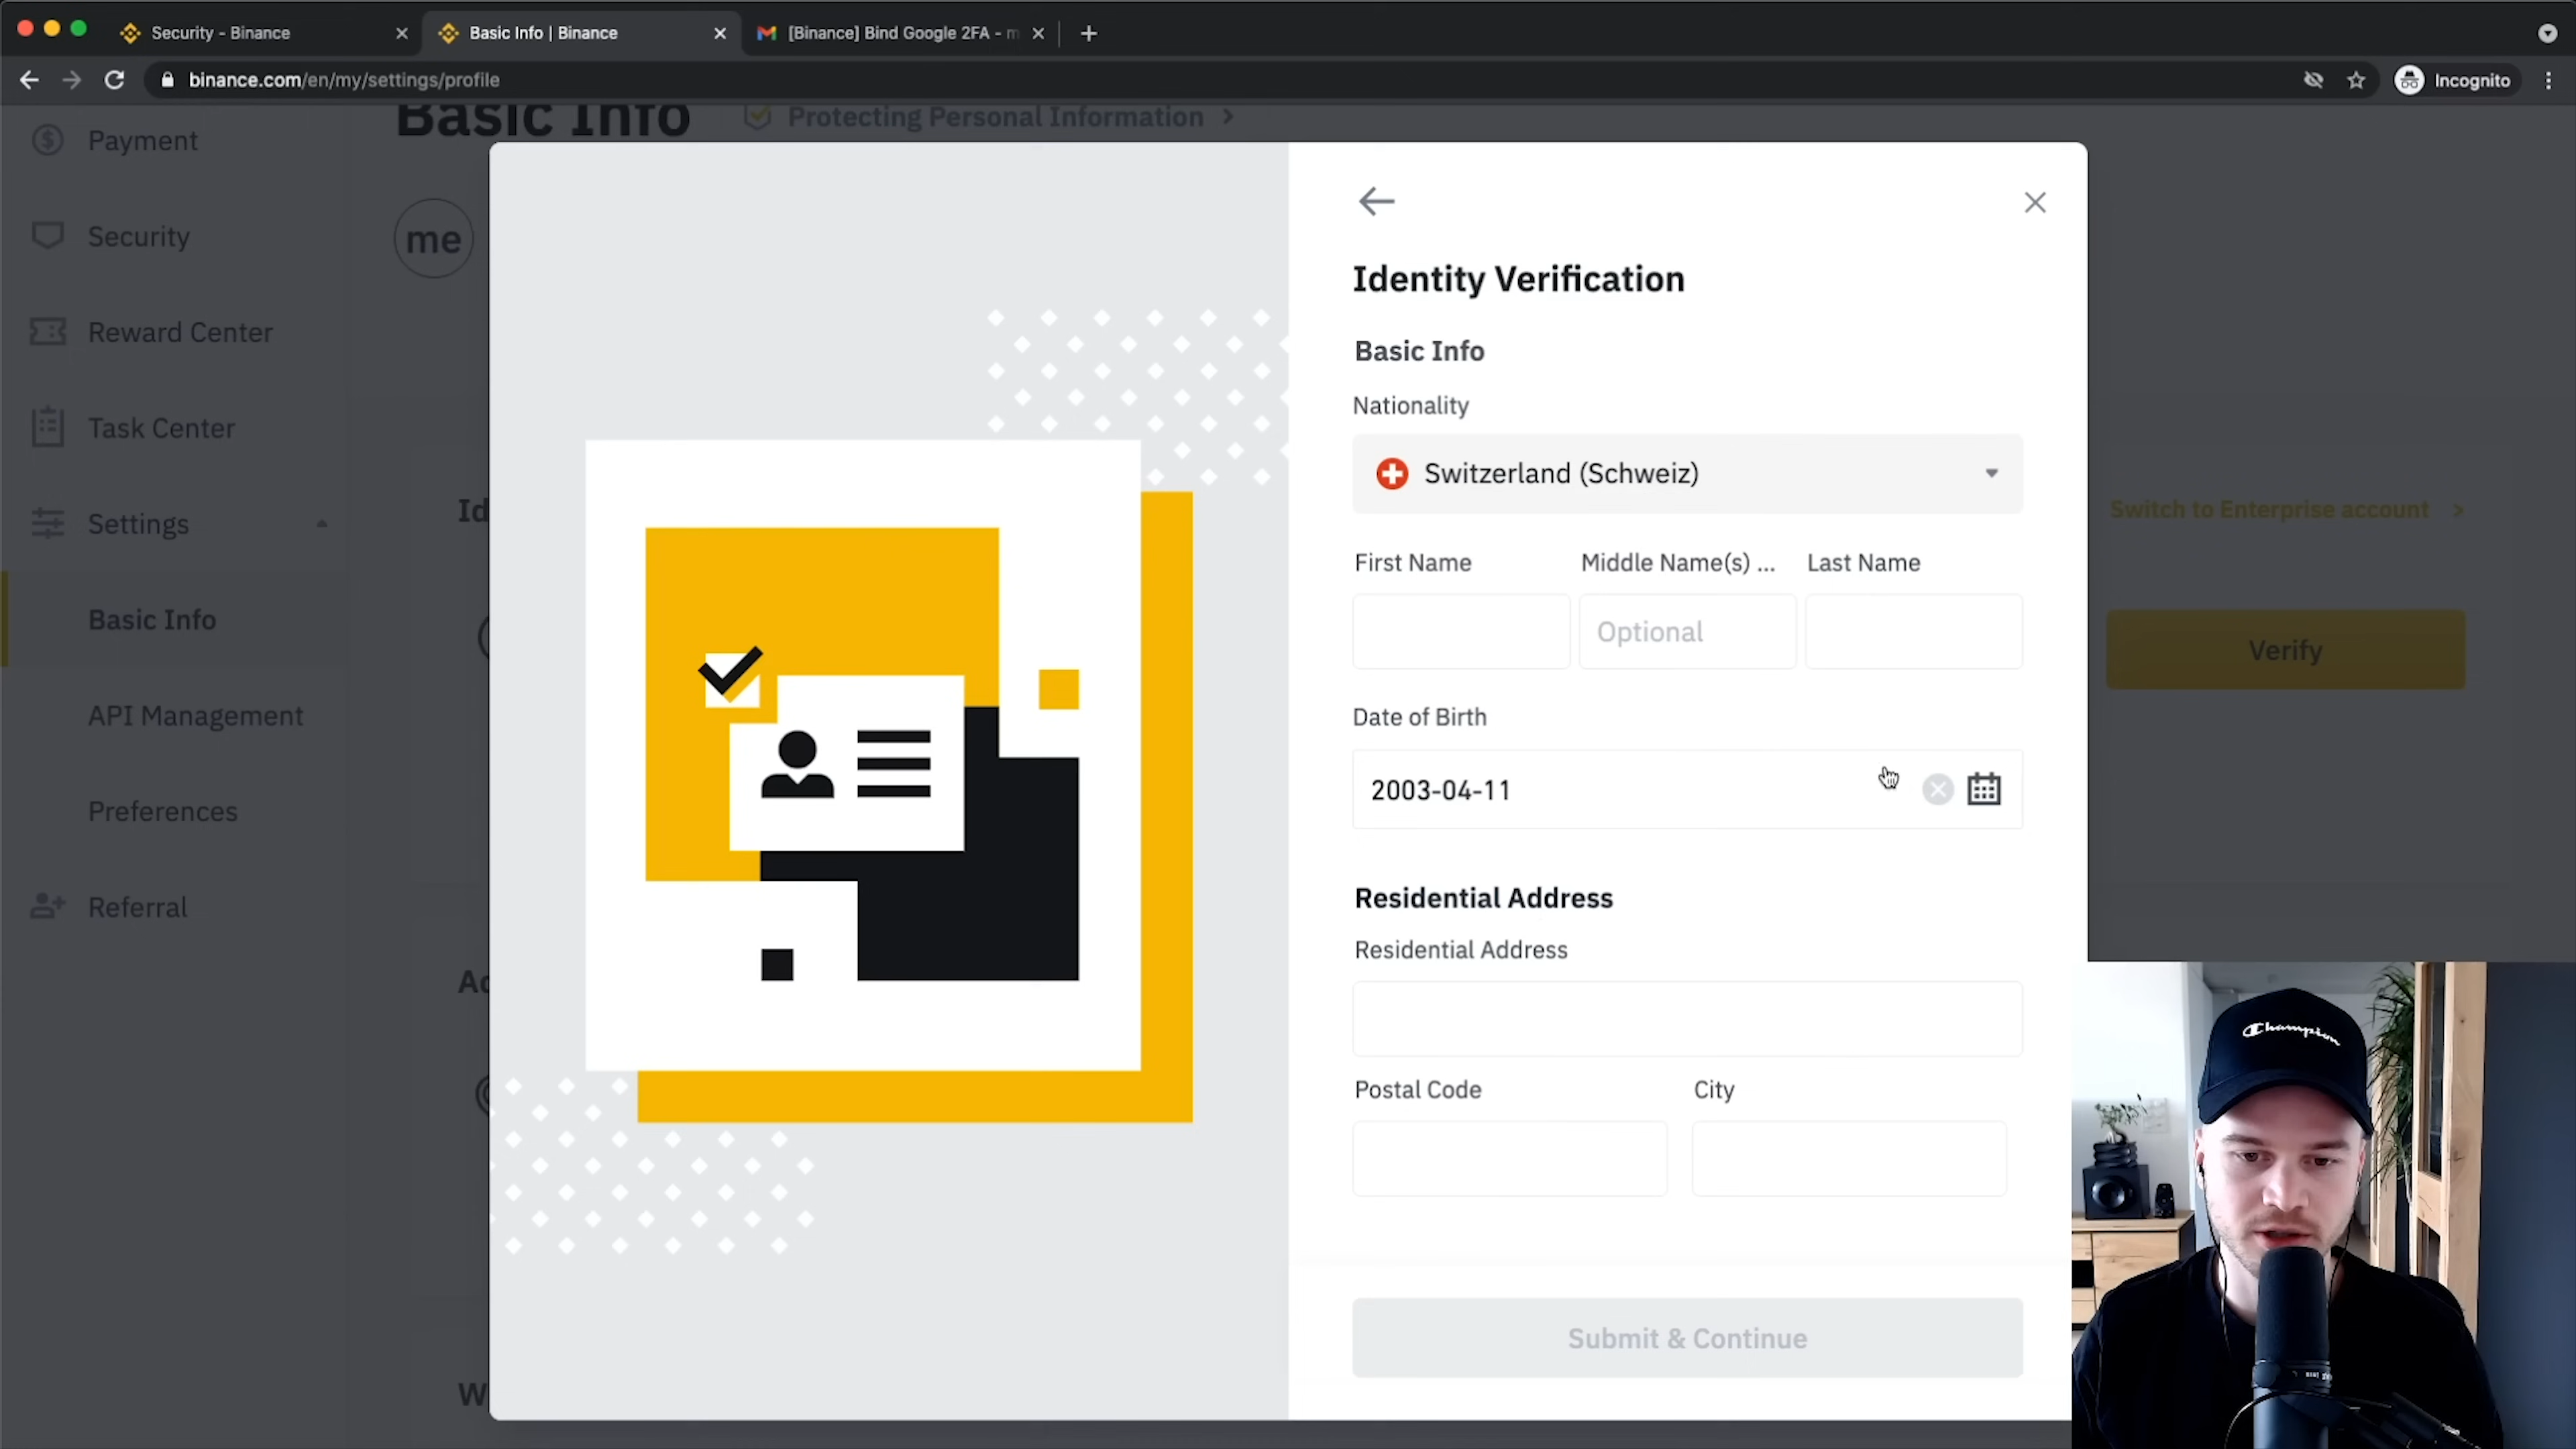 Security - Binance
Basic Info | Binance
[Binance] Bind Google 2FA - m
binance.com/en/my/settings/profile
Incognito
Basic Info
Protecting Personal Information
Payment
me
Security
Reward Center
Task Center
Settings
Basic Info
API Management
Preferences
Referral
Id
Ac
W
Switch to Enterprise account
Verify
Identity Verification
Basic Info
Nationality
Switzerland (Schweiz)
First Name
Middle Name(s) ...
Last Name
Optional
Date of Birth
2003-04-11
Residential Address
Residential Address
Postal Code
City
Submit & Continue
Champion